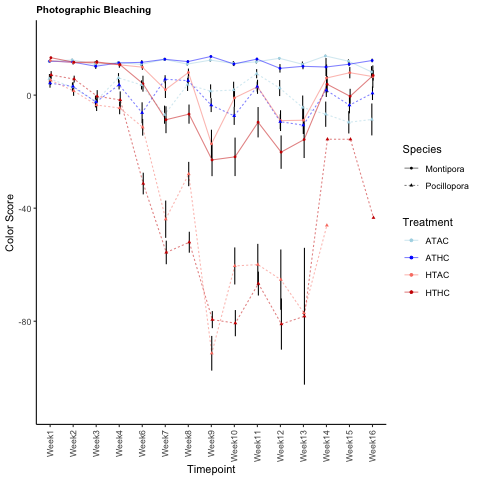 Photographic Bleaching
Color Score
0
-40
-80
Week1
Week2
Week3
Week4
Week6
Week7
Week8
Week9
Week10
Week11
Week12
Week13
Week14
Week15
Week16
Timepoint
Species
Montipora
Pocillopora
Treatment
ATAC
ATHC
HTAC
HTHC